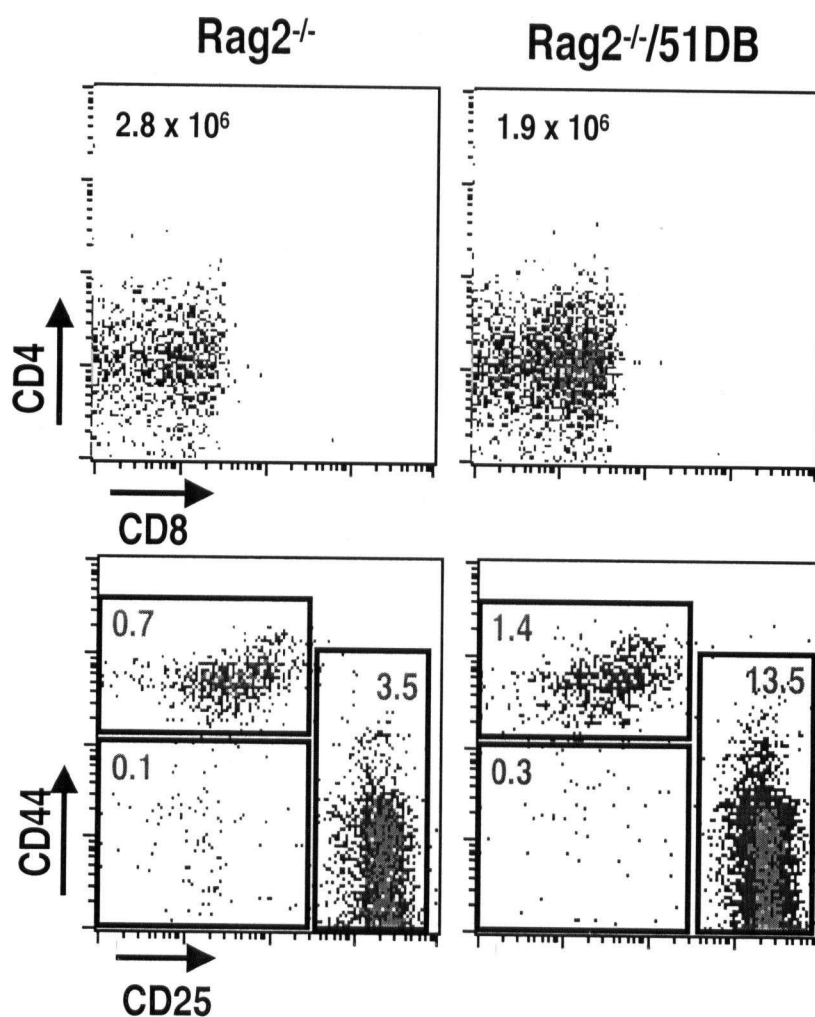 Rag2-/- Rag2-/-/51DB
2.8 x 10⁶ 1.9 x 10⁶
CD4
CD8
0.7 3.5 1.4 13.5
0.1 0.3
CD44
CD25